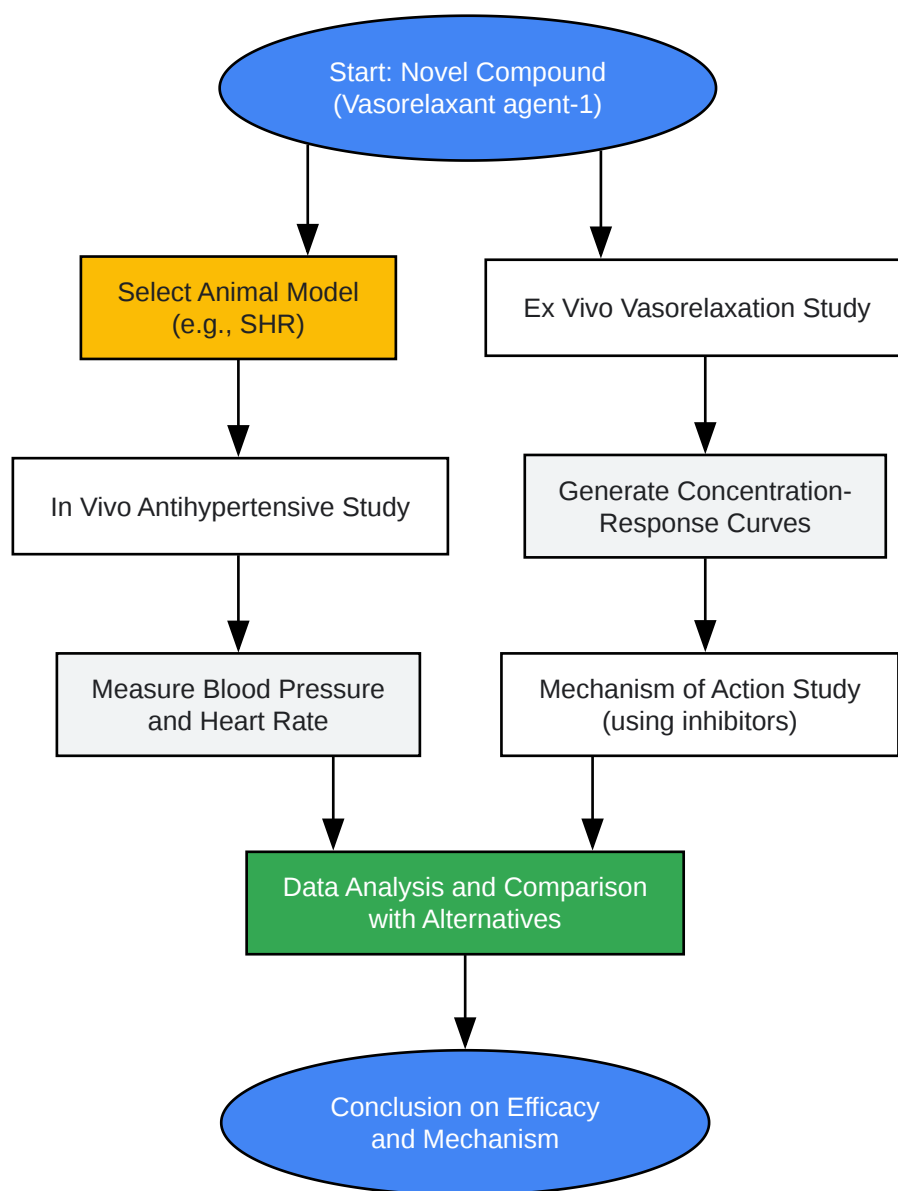 Start: Novel Compound
(Vasorelaxant agent-1)
Select Animal Model
(e.g., SHR)
Ex Vivo Vasorelaxation Study
In Vivo Antihypertensive Study
Generate Concentration-
Response Curves
Measure Blood Pressure
and Heart Rate
Mechanism of Action Study
(using inhibitors)
Data Analysis and Comparison
with Alternatives
Conclusion on Efficacy
and Mechanism